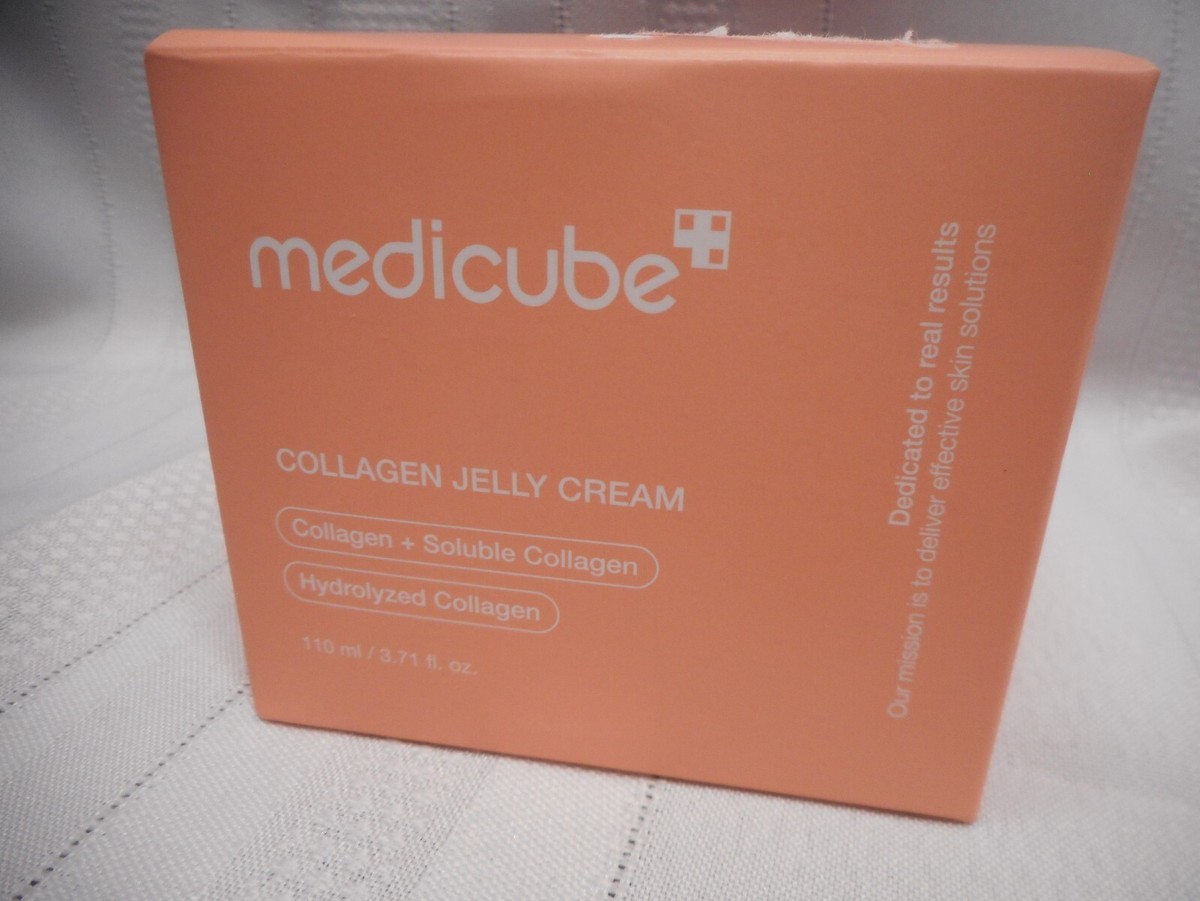 medicube
COLLAGEN JELLY CREAM
Collagen + Soluble Collagen
Hydrolyzed Collagen
110 ml / 3.71 fl. oz.
Dedicated to real results
Our mission is to deliver effective skin solutions